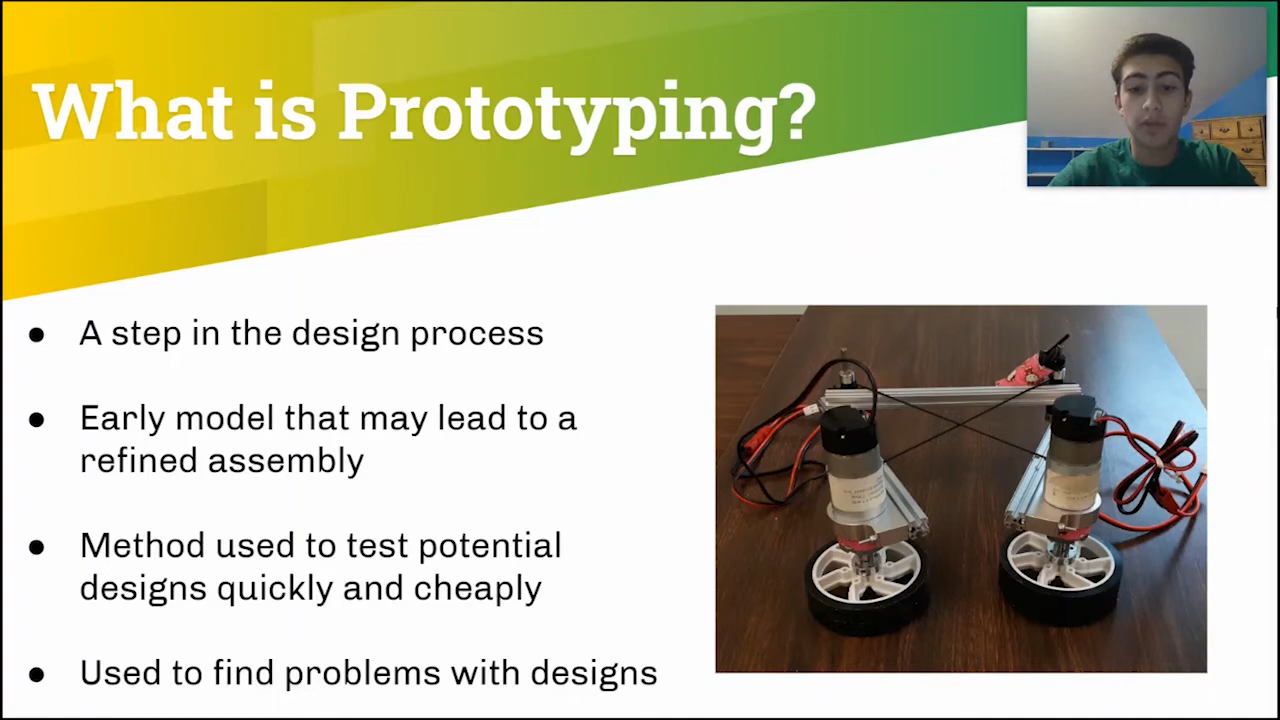 What is Prototyping?
● A step in the design process
● Early model that may lead to a
refined assembly
● Method used to test potential
designs quickly and cheaply
● Used to find problems with designs